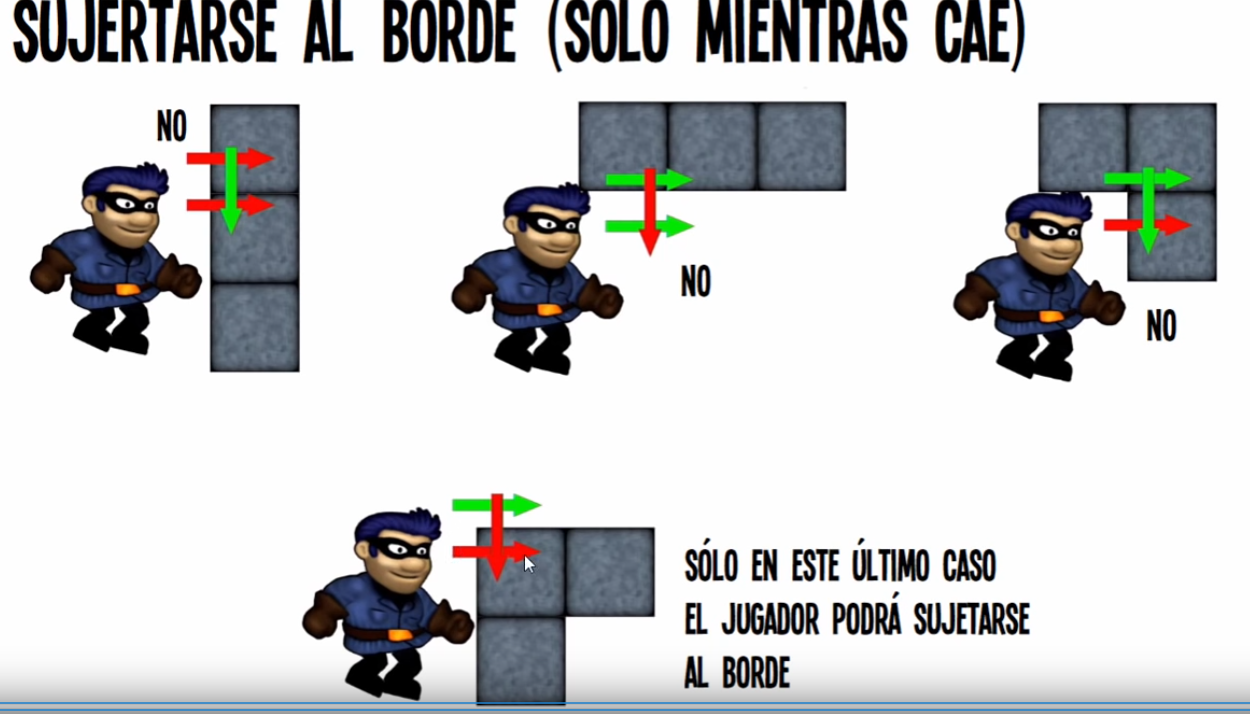 SUJERTARSE AL BORDE (SOLO MIENTRAS CAE)
NO
NO
NO
SÓLO EN ESTE ÚLTIMO CASO
EL JUGADOR PODRÁ SUJETARSE
AL BORDE